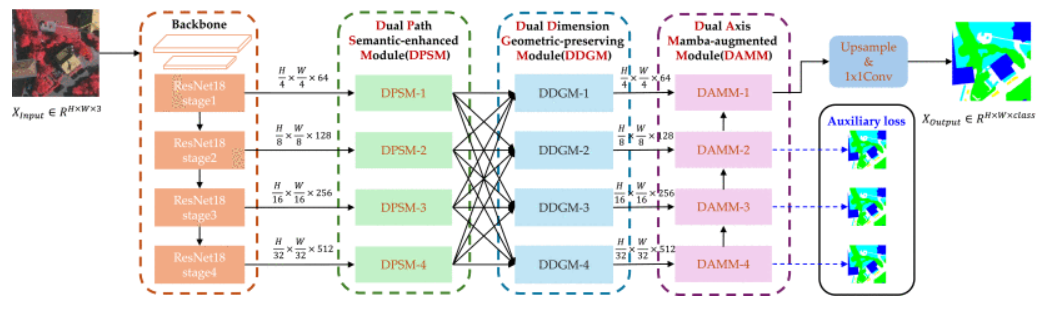 Backbone
ResNet18
stage1
ResNet18
stage2
ResNet18
stage3
ResNet18
stage4
X_Input ∈ R^{H×W×3}
H/4 × W/4 × 64
H/8 × W/8 × 128
H/16 × W/16 × 256
H/32 × W/32 × 512
Dual Path
Semantic-enhanced
Module(DPSM)
DPSM-1
DPSM-2
DPSM-3
DPSM-4
Dual Dimension
Geometric-preserving
Module(DDGM)
DDGM-1
DDGM-2
DDGM-3
DDGM-4
H/4 × W/4 × 64
H/8 × W/8 × 128
H/16 × W/16 × 256
H/32 × W/32 × 512
Dual Axis
Mamba-augmented
Module(DAMM)
DAMM-1
DAMM-2
DAMM-3
DAMM-4
Upsample
&
1x1Conv
X_Output ∈ R^{H×W×class}
Auxiliary loss